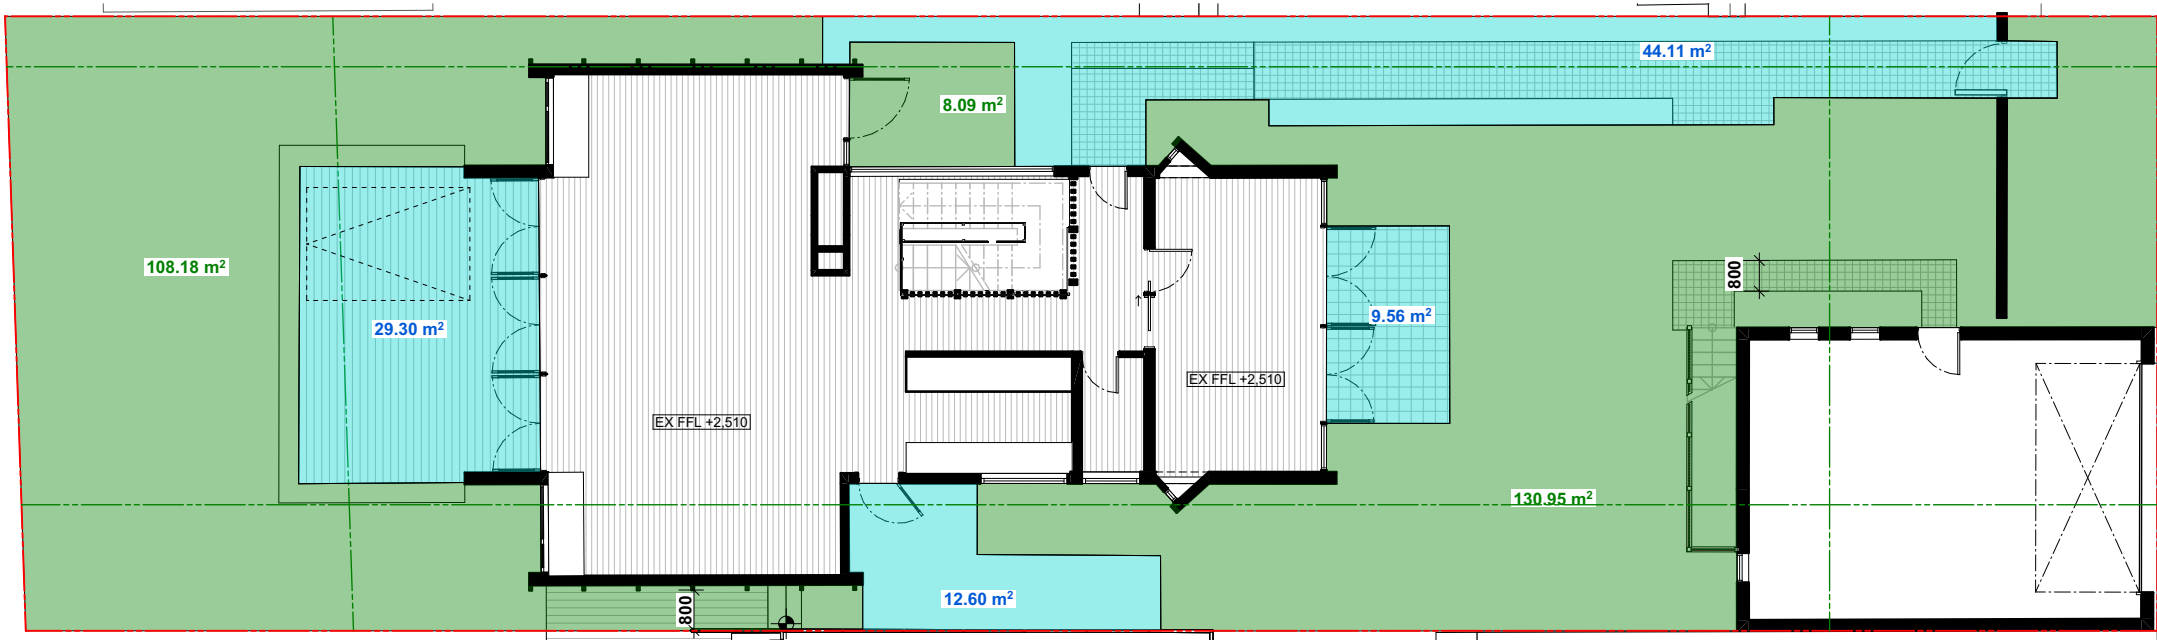 44.11 m²
8.09 m²
108.18 m²
800
29.30 m²
9.56 m²
EX FFL +2,510
EX FFL +2,510
130.95 m²
12.60 m²
800